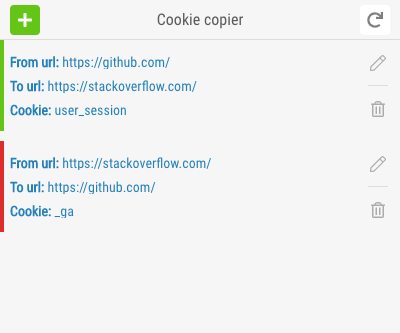 Cookie copier
From url: https://github.com/
To url: https://stackoverflow.com/
Cookie: user_session
From url: https://stackoverflow.com/
To url: https://github.com/
Cookie: _ga